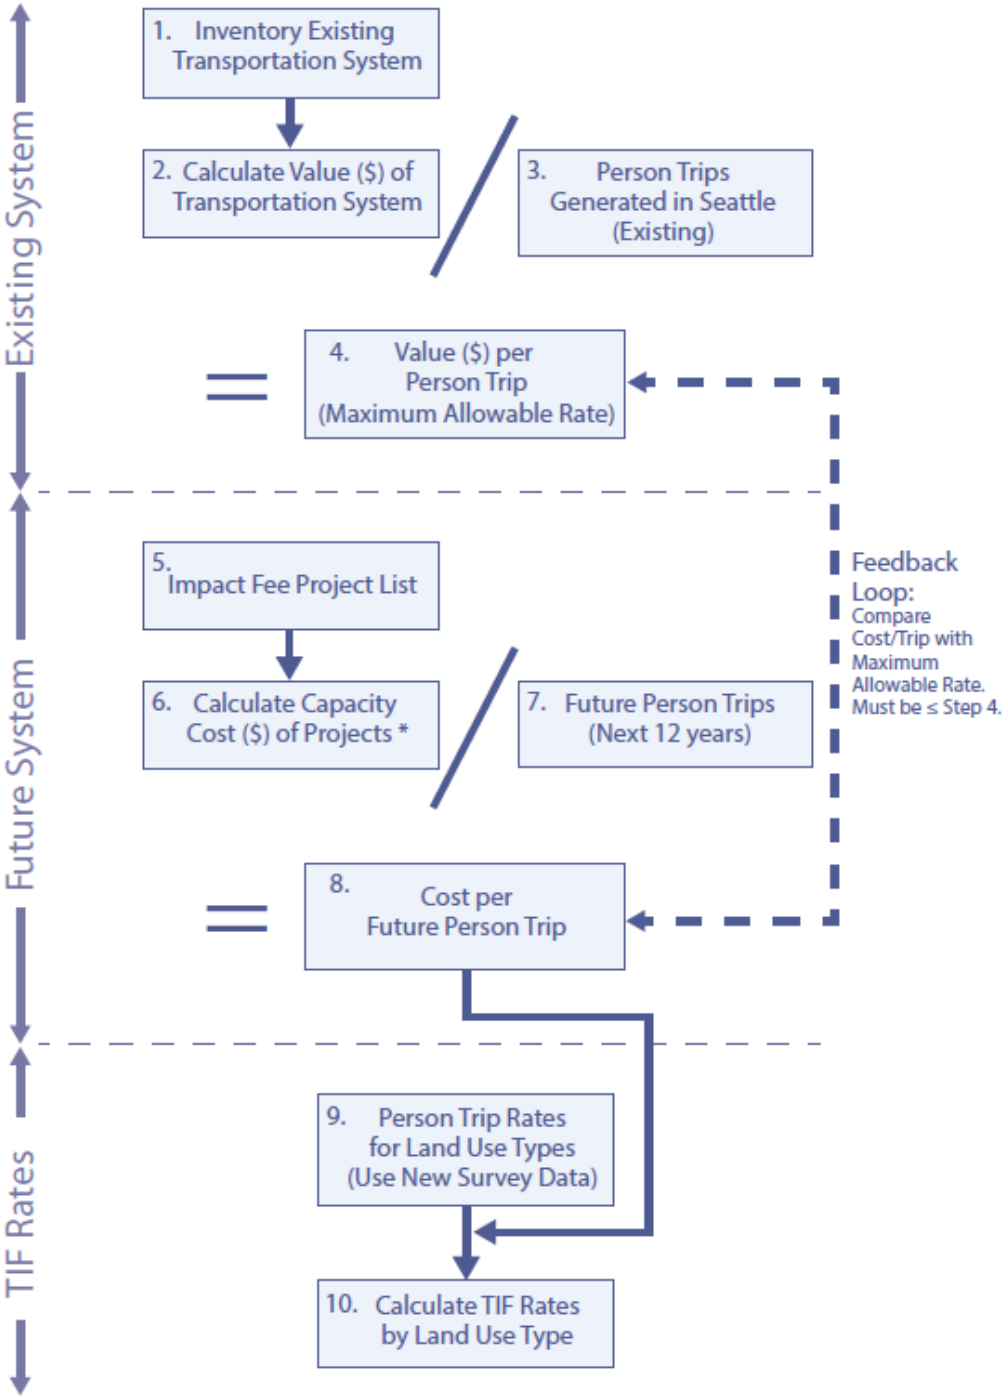 Existing System
1. Inventory Existing
Transportation System
2. Calculate Value ($) of
Transportation System
3. Person Trips
Generated in Seattle
(Existing)
=
4. Value ($) per
Person Trip
(Maximum Allowable Rate)
Future System
5.
Impact Fee Project List
6. Calculate Capacity
Cost ($) of Projects *
7. Future Person Trips
(Next 12 years)
Feedback
Loop:
Compare
Cost/Trip with
Maximum
Allowable Rate.
Must be ≤ Step 4.
=
8.
Cost per
Future Person Trip
TIF Rates
9. Person Trip Rates
for Land Use Types
(Use New Survey Data)
10. Calculate TIF Rates
by Land Use Type